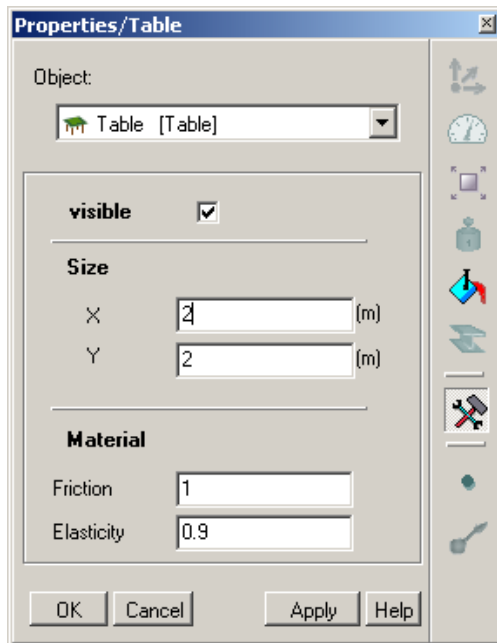 Properties/Table
Object:
Table [Table]
visible
Size
X 2 (m)
Y 2 (m)
Material
Friction 1
Elasticity 0.9
OK Cancel Apply Help